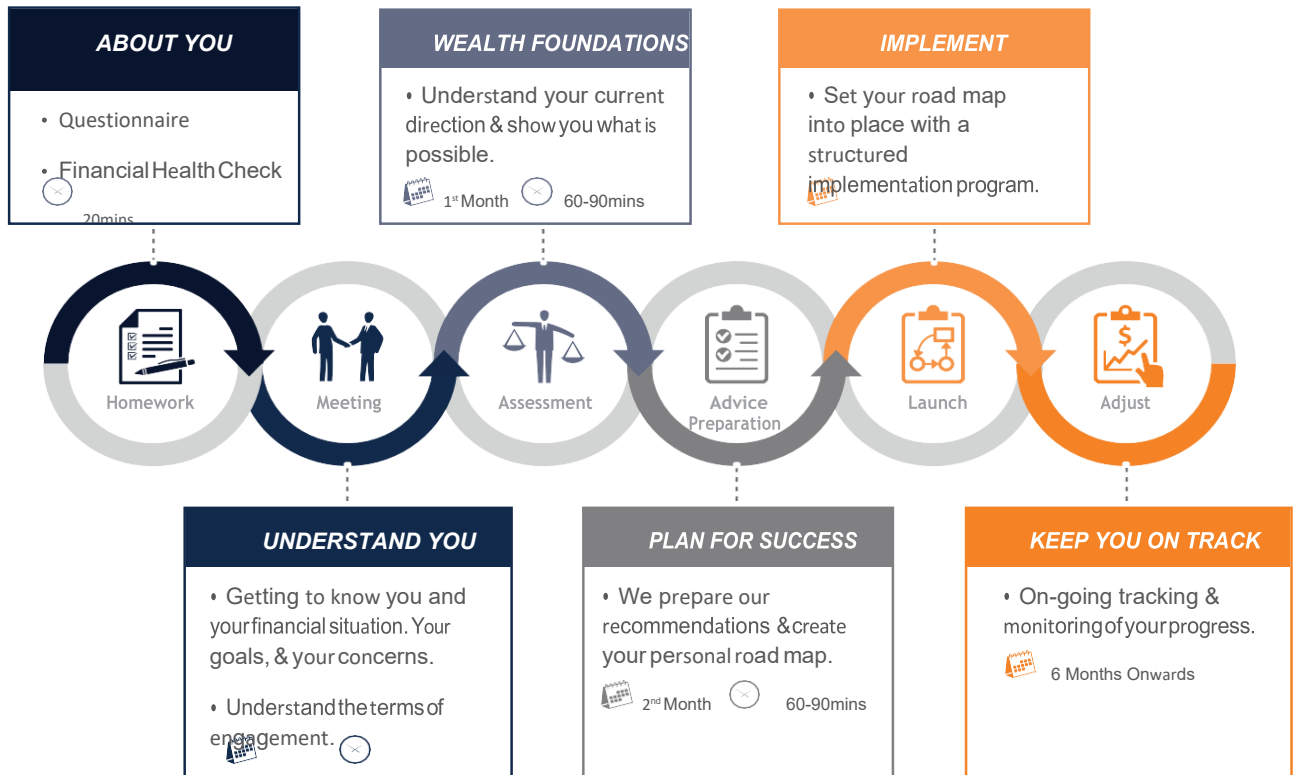 ABOUT YOU
• Questionnaire
• Financial Health Check
20mins
WEALTH FOUNDATIONS
• Understand your current
direction & show you what is
possible.
1st Month 60-90mins
IMPLEMENT
• Set your road map
into place with a
structured
implementation program.
Homework
Meeting
Assessment
Advice
Preparation
Launch
$
Adjust
UNDERSTAND YOU
• Getting to know you and
your financial situation. Your
goals, & your concerns.
• Understand the terms of
engagement.
PLAN FOR SUCCESS
• We prepare our
recommendations & create
your personal road map.
2nd Month 60-90mins
KEEP YOU ON TRACK
• On-going tracking &
monitoring of your progress.
6 Months Onwards